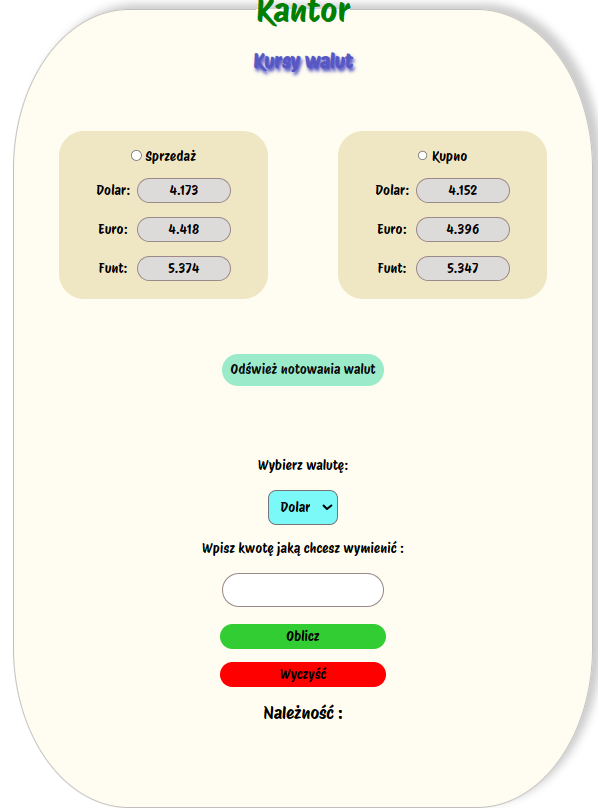 Kantor
Kursy walut
Sprzedaż
Dolar: 4.173
Euro: 4.418
Funt: 5.374
Kupno
Dolar: 4.152
Euro: 4.396
Funt: 5.347
Odśwież notowania walut
Wybierz walutę:
Dolar
Wpisz kwotę jaką chcesz wymienić :
Oblicz
Wyczyść
Należność :